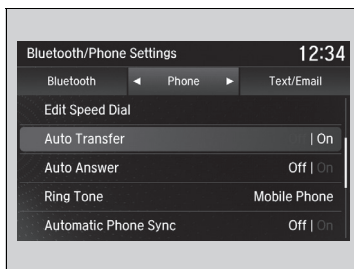 Bluetooth/Phone Settings 12:34
Bluetooth ◄ Phone ► Text/Email
Edit Speed Dial
Auto Transfer Off | On
Auto Answer Off | On
Ring Tone Mobile Phone
Automatic Phone Sync Off | On